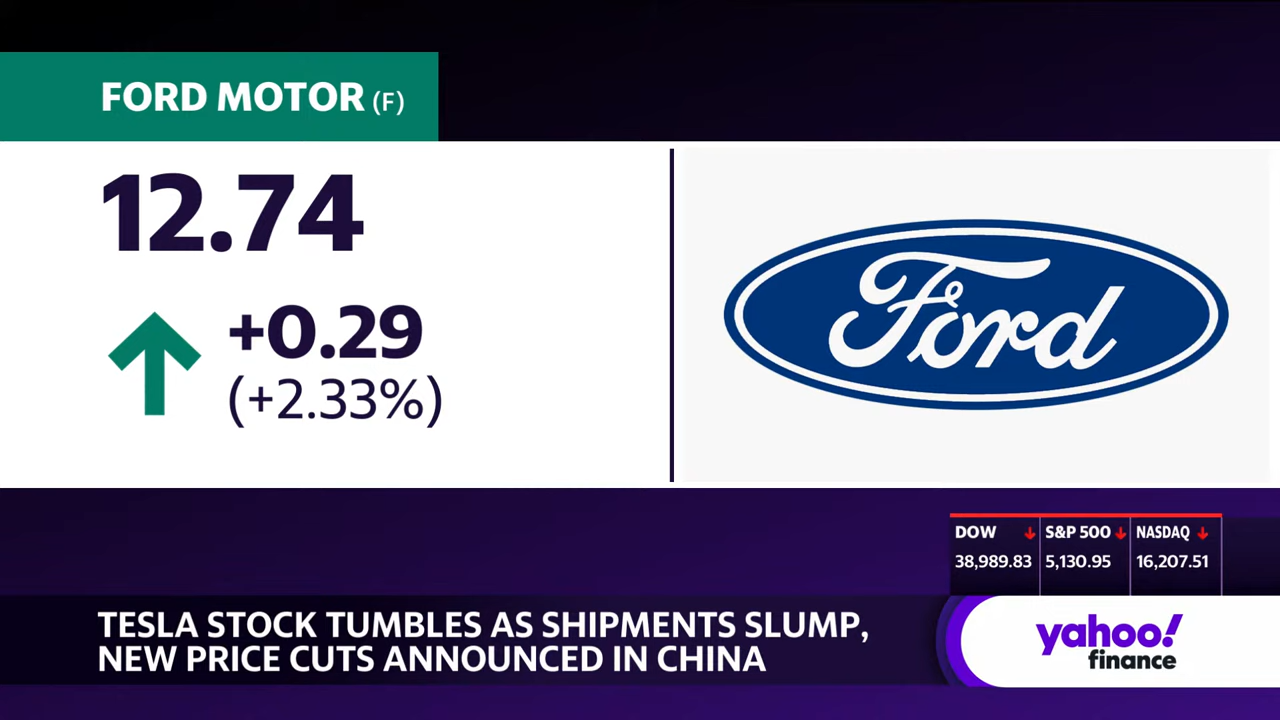 FORD MOTOR (F)
12.74
+0.29
(+2.33%)
Ford
DOW
38,989.83
S&P 500
5,130.95
NASDAQ
16,207.51
TESLA STOCK TUMBLES AS SHIPMENTS SLUMP,
NEW PRICE CUTS ANNOUNCED IN CHINA
yahoo!
finance